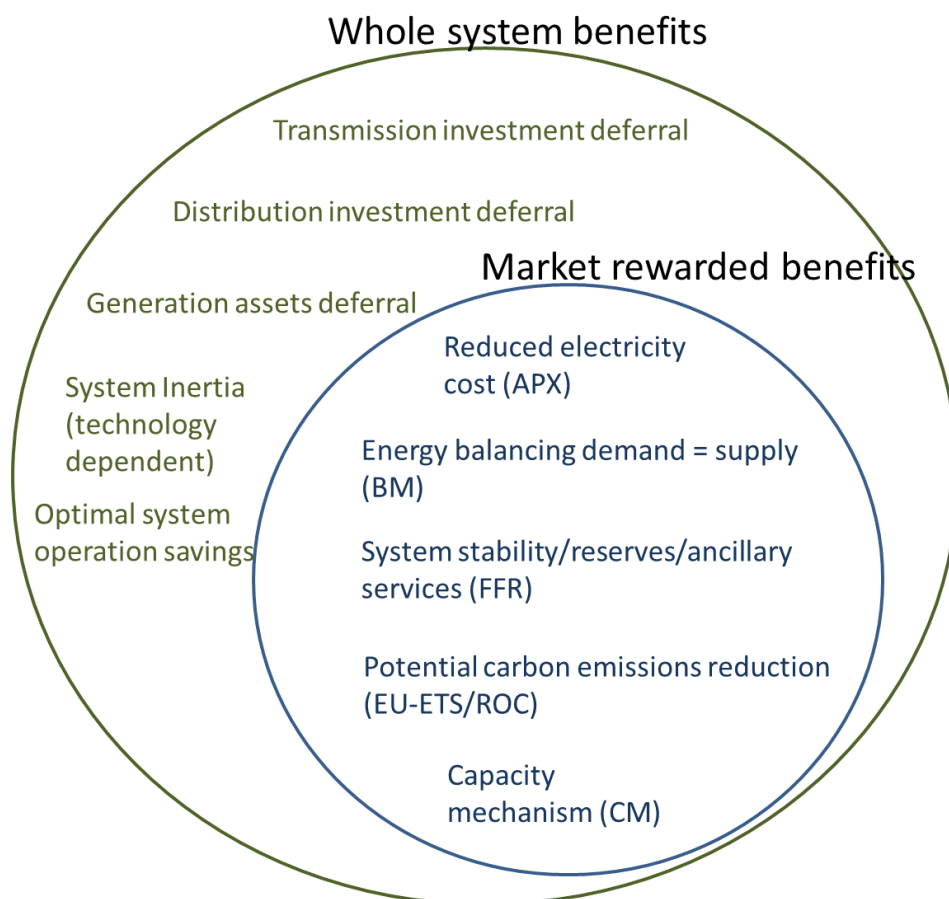 Whole system benefits
Transmission investment deferral
Distribution investment deferral
Market rewarded benefits
Generation assets deferral
Reduced electricity
cost (APX)
System Inertia
(technology
dependent)
Energy balancing demand = supply
(BM)
Optimal system
operation savings
System stability/reserves/ancillary
services (FFR)
Potential carbon emissions reduction
(EU-ETS/ROC)
Capacity
mechanism (CM)